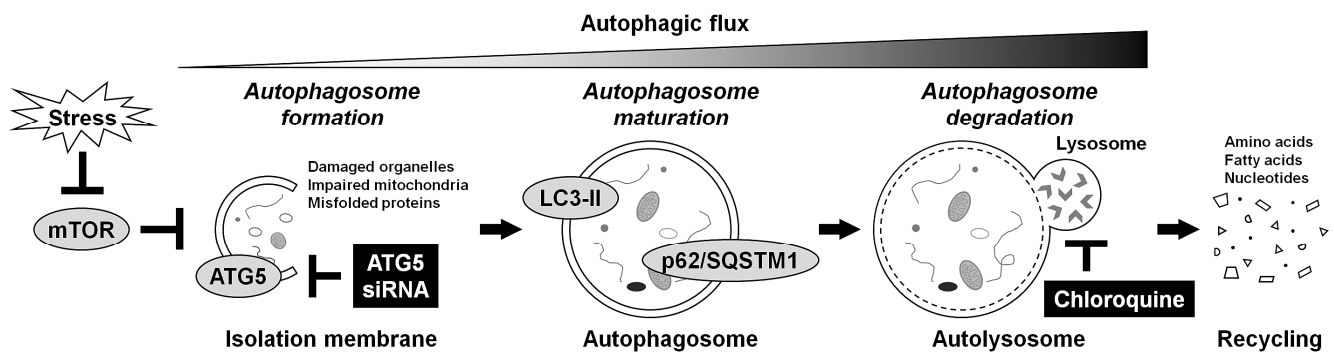 Autophagic flux
Autophagosome
formation
Autophagosome
maturation
Autophagosome
degradation
Stress
Lysosome
Amino acids
Fatty acids
Nucleotides
Damaged organelles
Impaired mitochondria
Misfolded proteins
LC3-II
mTOR
ATG5
ATG5
siRNA
p62/SQSTM1
Chloroquine
Isolation membrane
Autophagosome
Autolysosome
Recycling